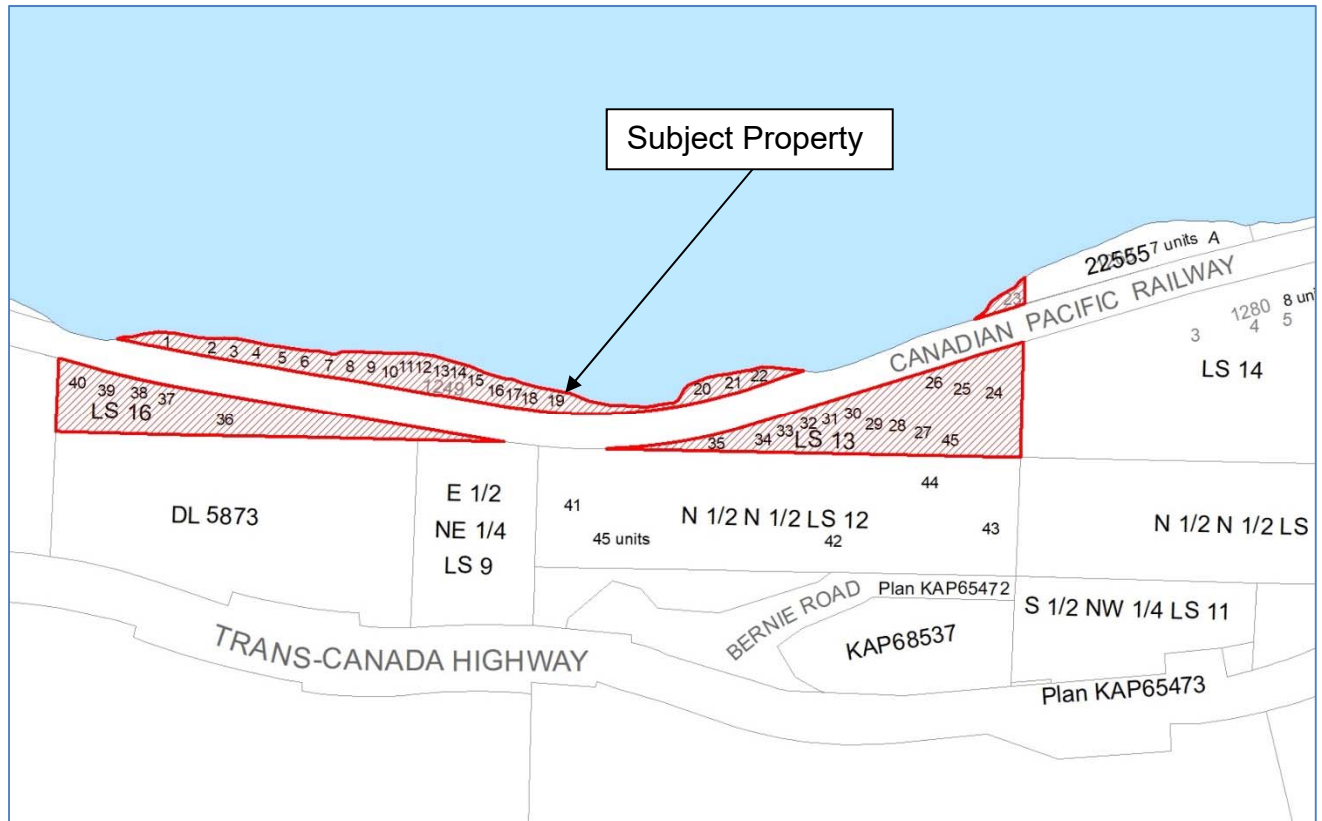 Subject Property
22555
7 units A
CANADIAN PACIFIC RAILWAY
23
1280 8 uni
3 4 5
LS 14
1 2 3 4 5 6 7 8 9 10 11 12 13 14 15 16 17 18 19
1249
20 21 22
26 25 24
40 39 38 37
LS 16
36
35 34 33 32 31 30 29 28 27 45
LS 13
DL 5873
E 1/2
NE 1/4
LS 9
41
45 units
N 1/2 N 1/2 LS 12
42
44
43
N 1/2 N 1/2 LS
BERNIE ROAD
Plan KAP65472
KAP68537
S 1/2 NW 1/4 LS 11
TRANS-CANADA HIGHWAY
Plan KAP65473